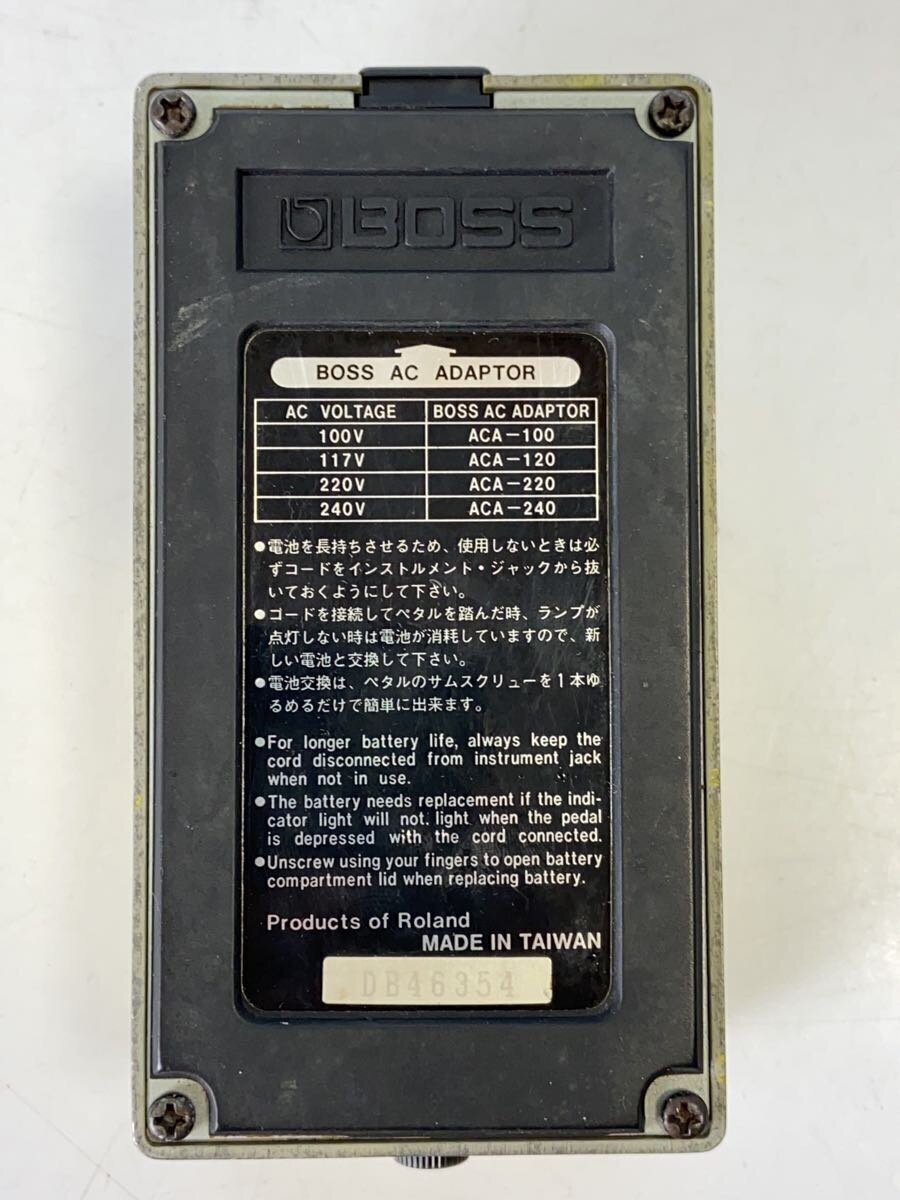 BOSS
BOSS AC ADAPTOR
AC VOLTAGE BOSS AC ADAPTOR
100V ACA-100
117V ACA-120
220V ACA-220
240V ACA-240
●電池を長持ちさせるため、使用しないときは必
ずコードをインストルメント・ジャックから抜
いておくようにして下さい。
●コードを接続してペタルを踏んだ時、ランプが
点灯しない時は電池が消耗していますので、新
しい電池と交換して下さい。
●電池交換は、ペタルのサムスクリューを1本ゆ
るめるだけで簡単に出来ます。
●For longer battery life, always keep the
cord disconnected from instrument jack
when not in use.
●The battery needs replacement if the indi-
cator light will not. light when the pedal
is depressed with the cord connected.
●Unscrew using your fingers to open battery
compartment lid when replacing battery.
Products of Roland
MADE IN TAIWAN
DB46354